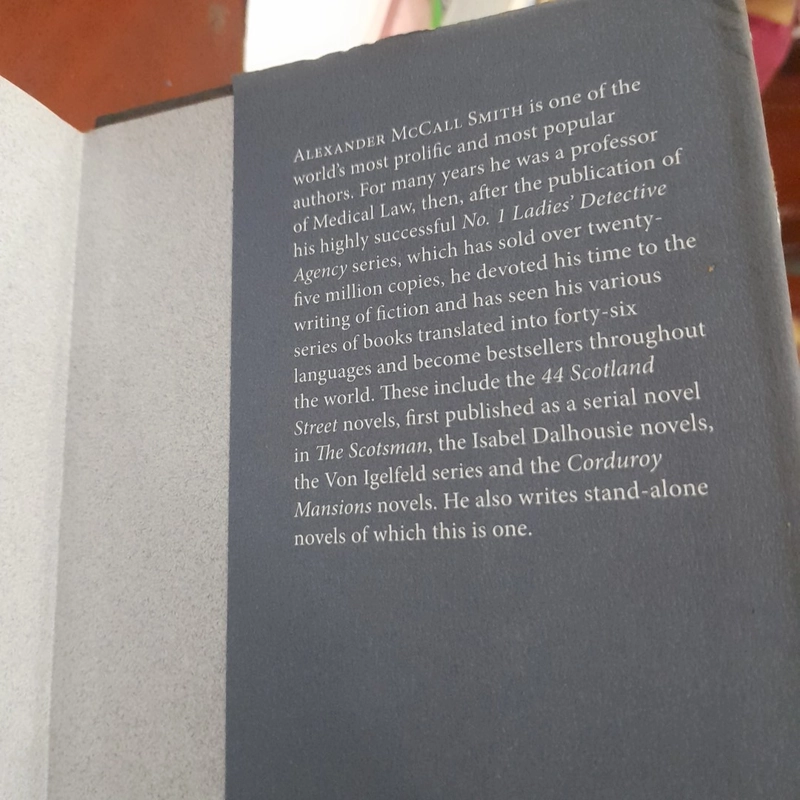 ALEXANDER MCCALL SMITH is one of the
world's most prolific and most popular
authors. For many years he was a professor
of Medical Law, then, after the publication of
his highly successful No. 1 Ladies' Detective
Agency series, which has sold over twenty-
five million copies, he devoted his time to the
writing of fiction and has seen his various
series of books translated into forty-six
languages and become bestsellers throughout
the world. These include the 44 Scotland
Street novels, first published as a serial novel
in The Scotsman, the Isabel Dalhousie novels,
the Von Igelfeld series and the Corduroy
Mansions novels. He also writes stand-alone
novels of which this is one.